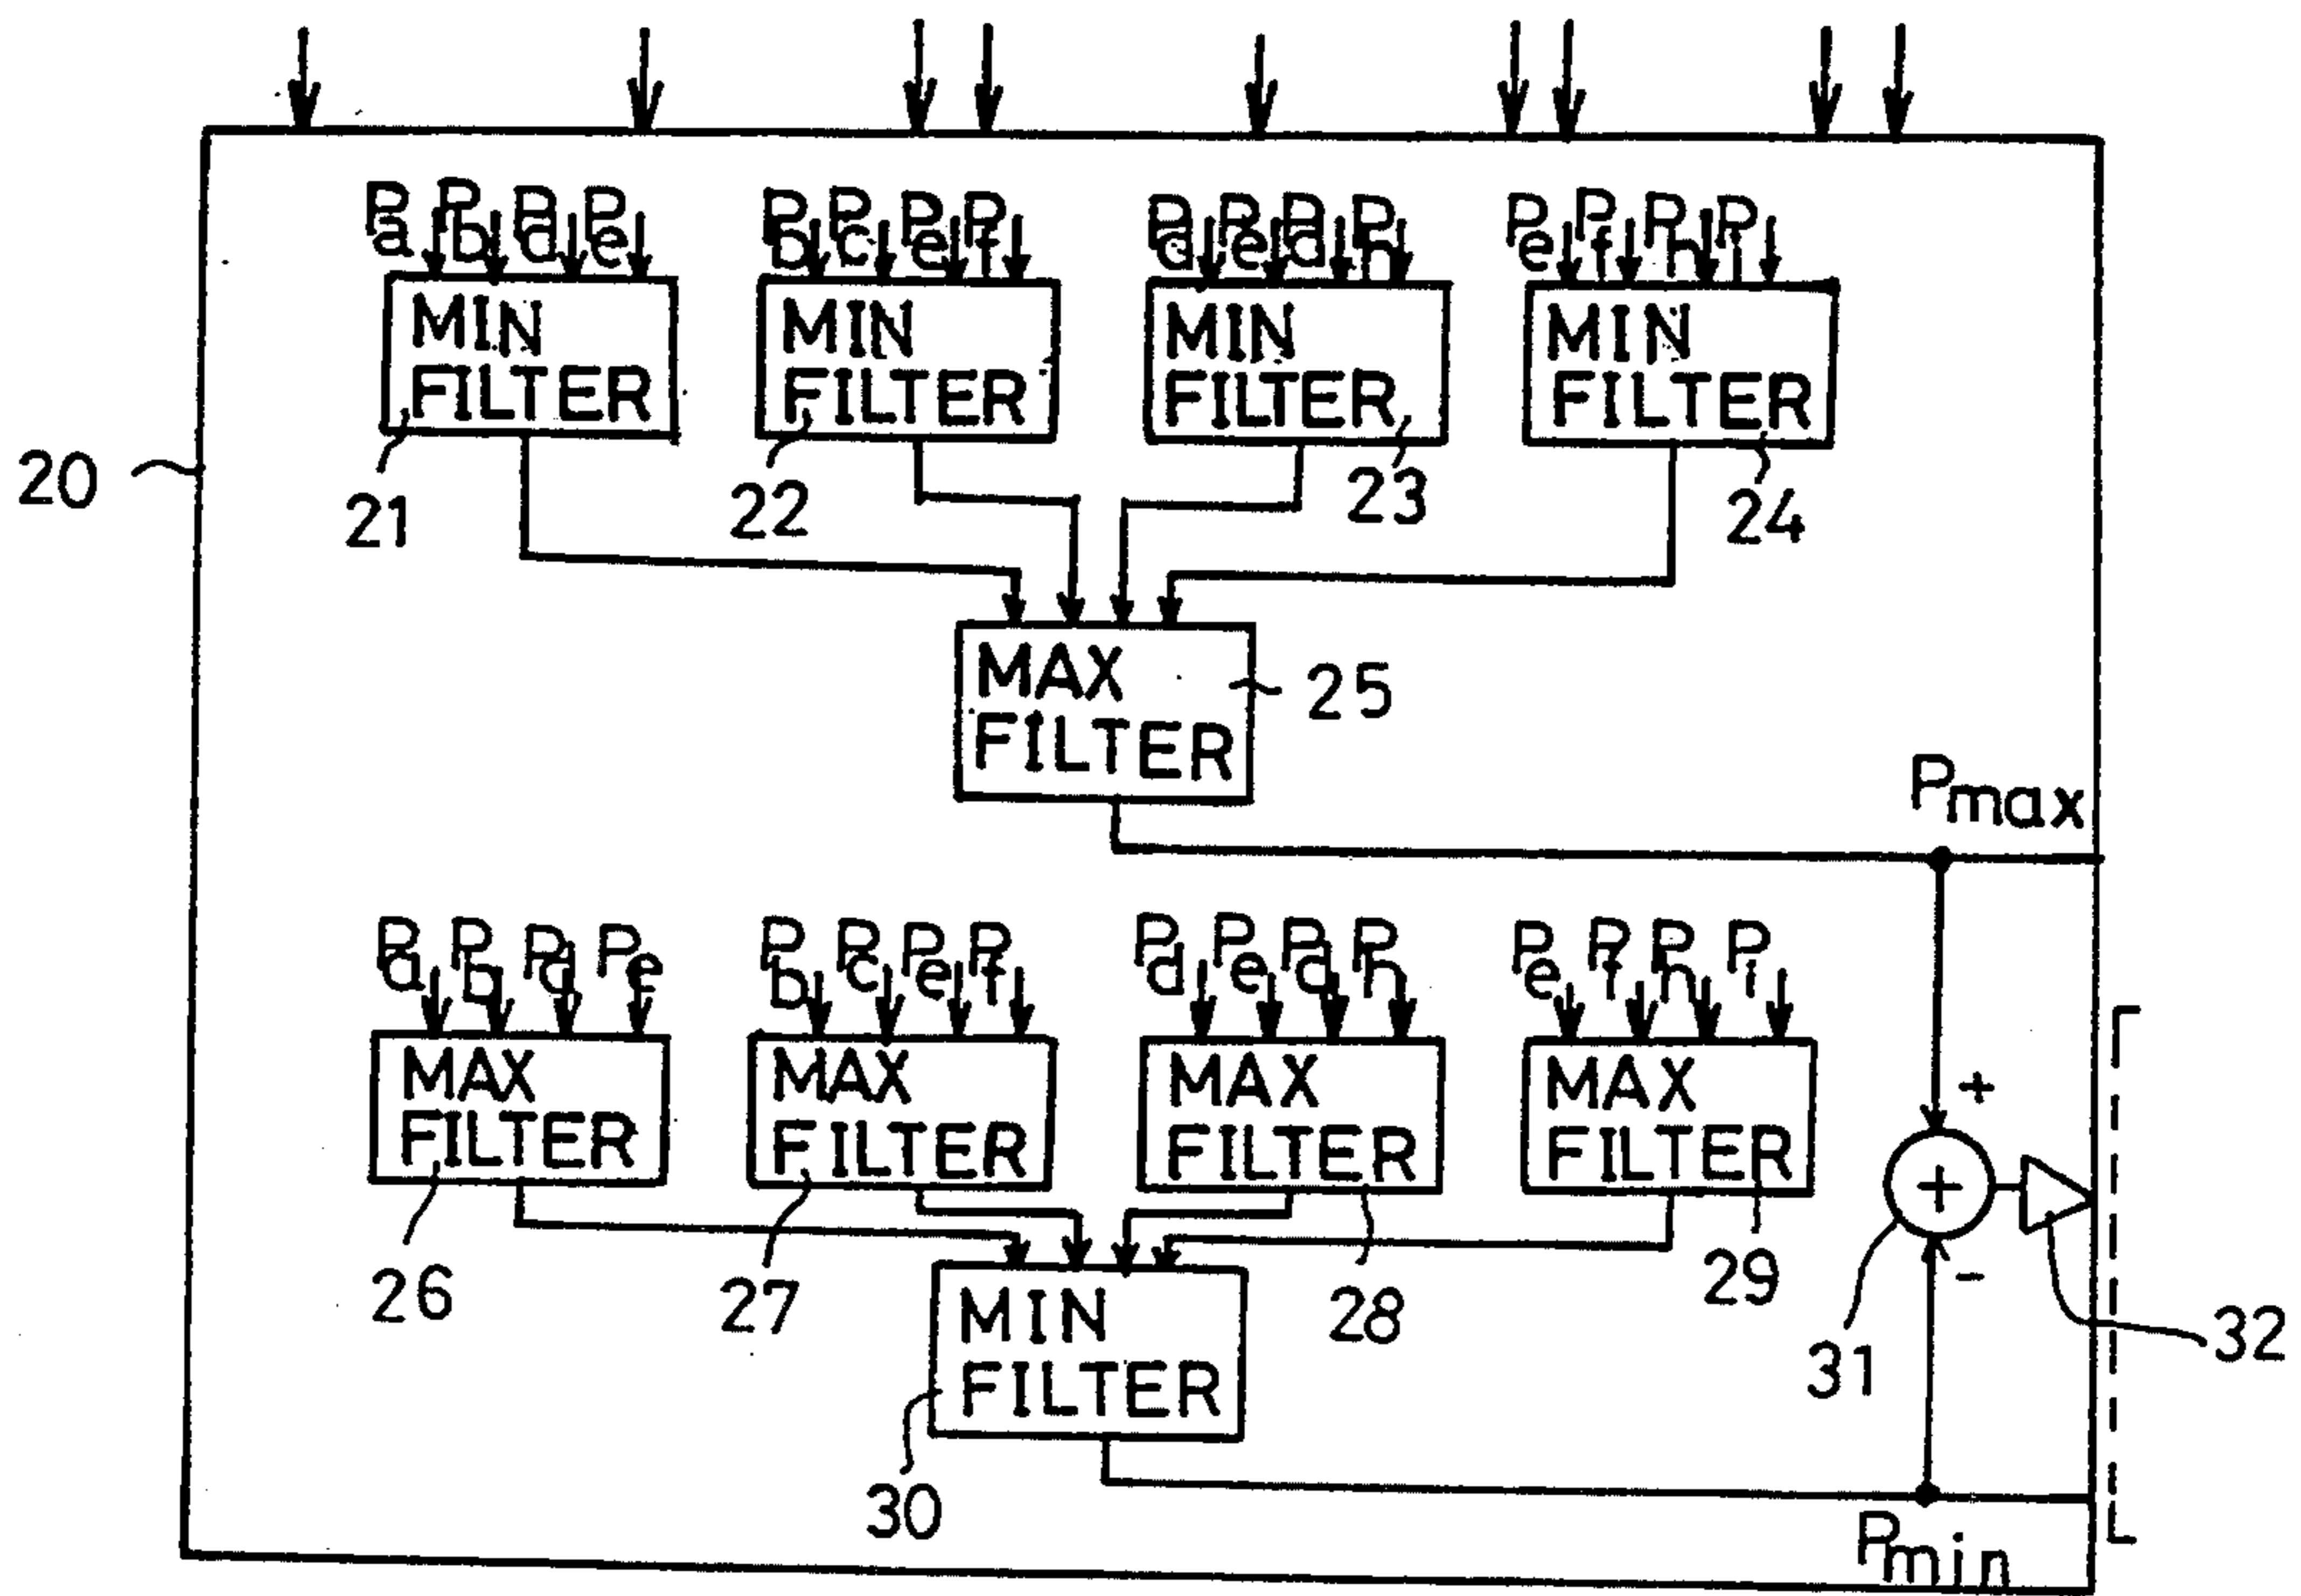 Pa Pb Pd Pe
Pb Pc Pe Pf
Pd Pe Pd Ph
Pe Pf Ph Pi
MIN
FILTER
MIN
FILTER
MIN
FILTER
MIN
FILTER
20
21
22
23
24
MAX
FILTER
25
Pmax
Pa Pb Pd Pe
Pb Pc Pe Pf
Pd Pe Pd Ph
Pe Pf Ph Pi
MAX
FILTER
MAX
FILTER
MAX
FILTER
MAX
FILTER
+
+
-
26
27
28
29
MIN
FILTER
30
31
32
Pmin